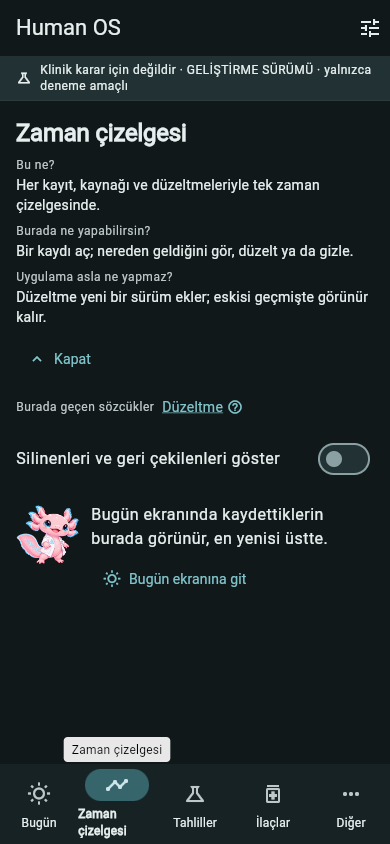 Human OS
Klinik karar için değildir · GELİŞTİRME SÜRÜMÜ · yalnızca
deneme amaçlı
Zaman çizelgesi
Bu ne?
Her kayıt, kaynağı ve düzeltmeleriyle tek zaman
çizelgesinde.
Burada ne yapabilirsin?
Bir kaydı aç; nereden geldiğini gör, düzelt ya da gizle.
Uygulama asla ne yapmaz?
Düzeltme yeni bir sürüm ekler; eskisi geçmişte görünür
kalır.
Kapat
Burada geçen sözcükler Düzeltme
Silinenleri ve geri çekilenleri göster
Bugün ekranında kaydettiklerin
burada görünür, en yenisi üstte.
Bugün ekranına git
Zaman çizelgesi
Bugün
Zaman
çizelgesi
Tahliller
İlaçlar
Diğer